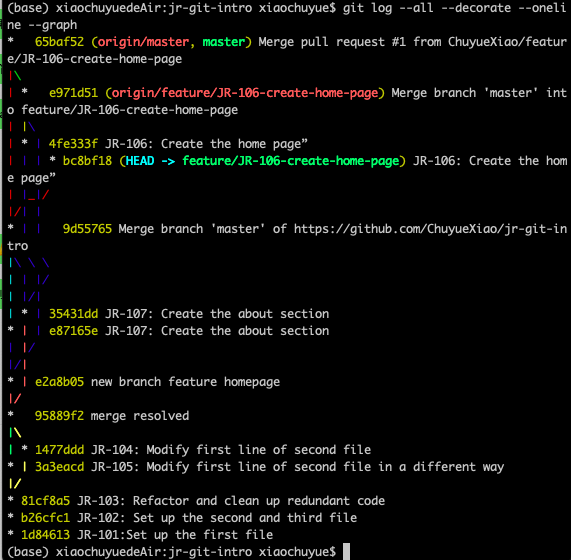 (base) xiaochuyuedeAir:jr-git-intro xiaochuyue$ git log --all --decorate --oneli
ne --graph
*   65baf52 (origin/master, master) Merge pull request #1 from ChuyueXiao/featur
e/JR-106-create-home-page
|\
| *   e971d51 (origin/feature/JR-106-create-home-page) Merge branch 'master' int
o feature/JR-106-create-home-page
| |\
| * | 4fe333f JR-106: Create the home page”
| | | * bc8bf18 (HEAD -> feature/JR-106-create-home-page) JR-106: Create the hom
e page”
| |_|/
|/| |
* | |   9d55765 Merge branch 'master' of https://github.com/ChuyueXiao/jr-git-in
tro
|\ \ \
| | |/
| |/|
| * | 35431dd JR-107: Create the about section
* | | e87165e JR-107: Create the about section
| |/
|/|
* | e2a8b05 new branch feature homepage
|/
*   95889f2 merge resolved
|\
| * 1477ddd JR-104: Modify first line of second file
* | 3a3eacd JR-105: Modify first line of second file in a different way
|/
* 81cf8a5 JR-103: Refactor and clean up redundant code
* b26cfc1 JR-102: Set up the second and third file
* 1d84613 JR-101:Set up the first file
(base) xiaochuyuedeAir:jr-git-intro xiaochuyue$